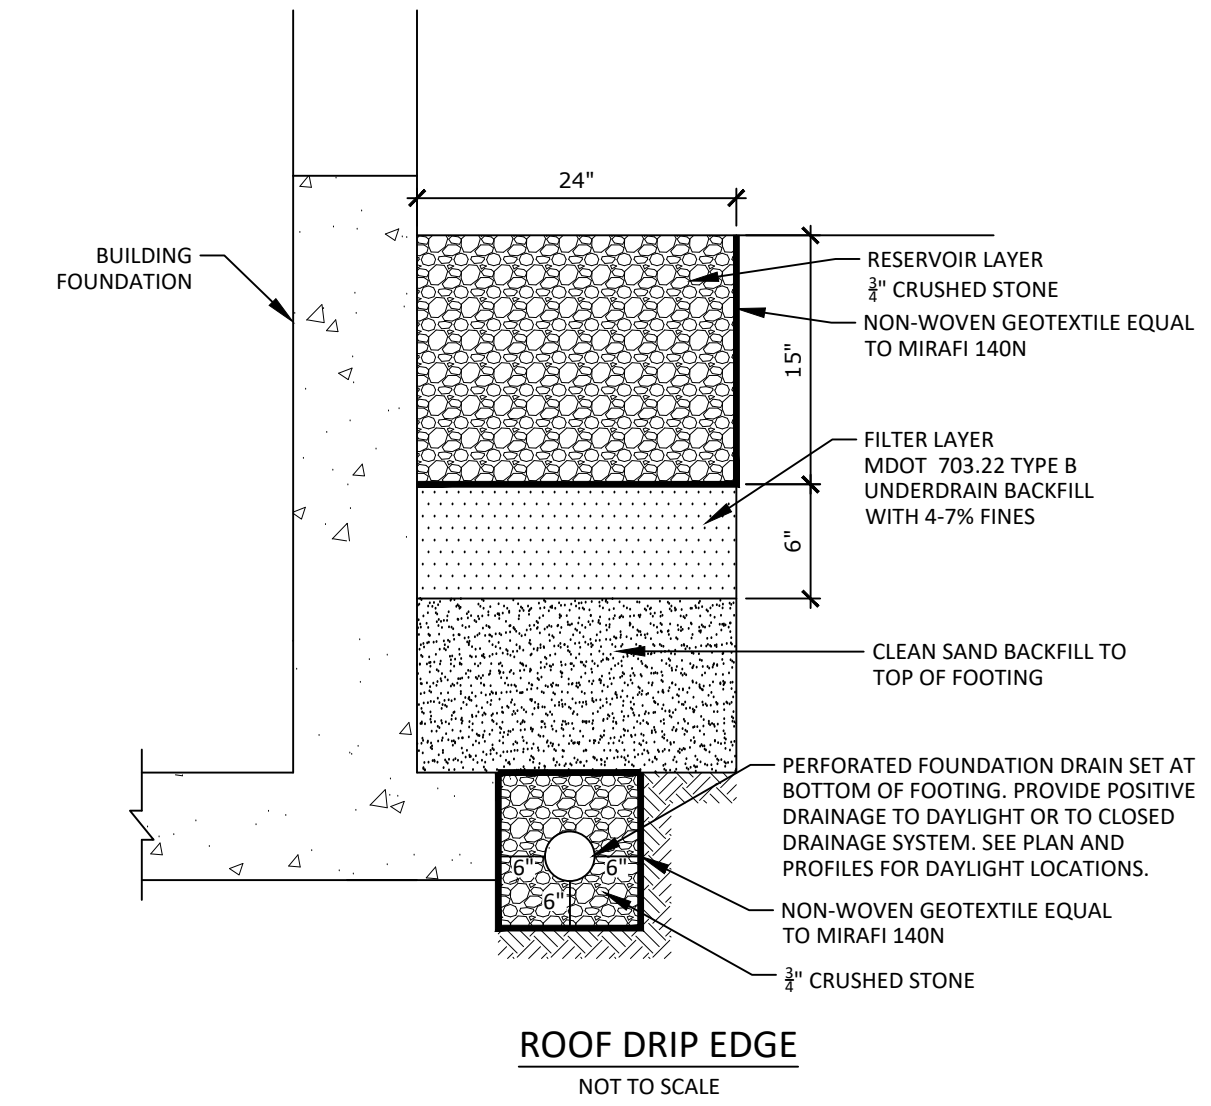 24"
BUILDING
FOUNDATION
RESERVOIR LAYER
3/4" CRUSHED STONE
NON-WOVEN GEOTEXTILE EQUAL
TO MIRAFI 140N
15"
FILTER LAYER
MDOT 703.22 TYPE B
UNDERDRAIN BACKFILL
WITH 4-7% FINES
6"
CLEAN SAND BACKFILL TO
TOP OF FOOTING
PERFORATED FOUNDATION DRAIN SET AT
BOTTOM OF FOOTING. PROVIDE POSITIVE
DRAINAGE TO DAYLIGHT OR TO CLOSED
DRAINAGE SYSTEM. SEE PLAN AND
PROFILES FOR DAYLIGHT LOCATIONS.
6"
6"
6"
NON-WOVEN GEOTEXTILE EQUAL
TO MIRAFI 140N
3/4" CRUSHED STONE
ROOF DRIP EDGE
NOT TO SCALE